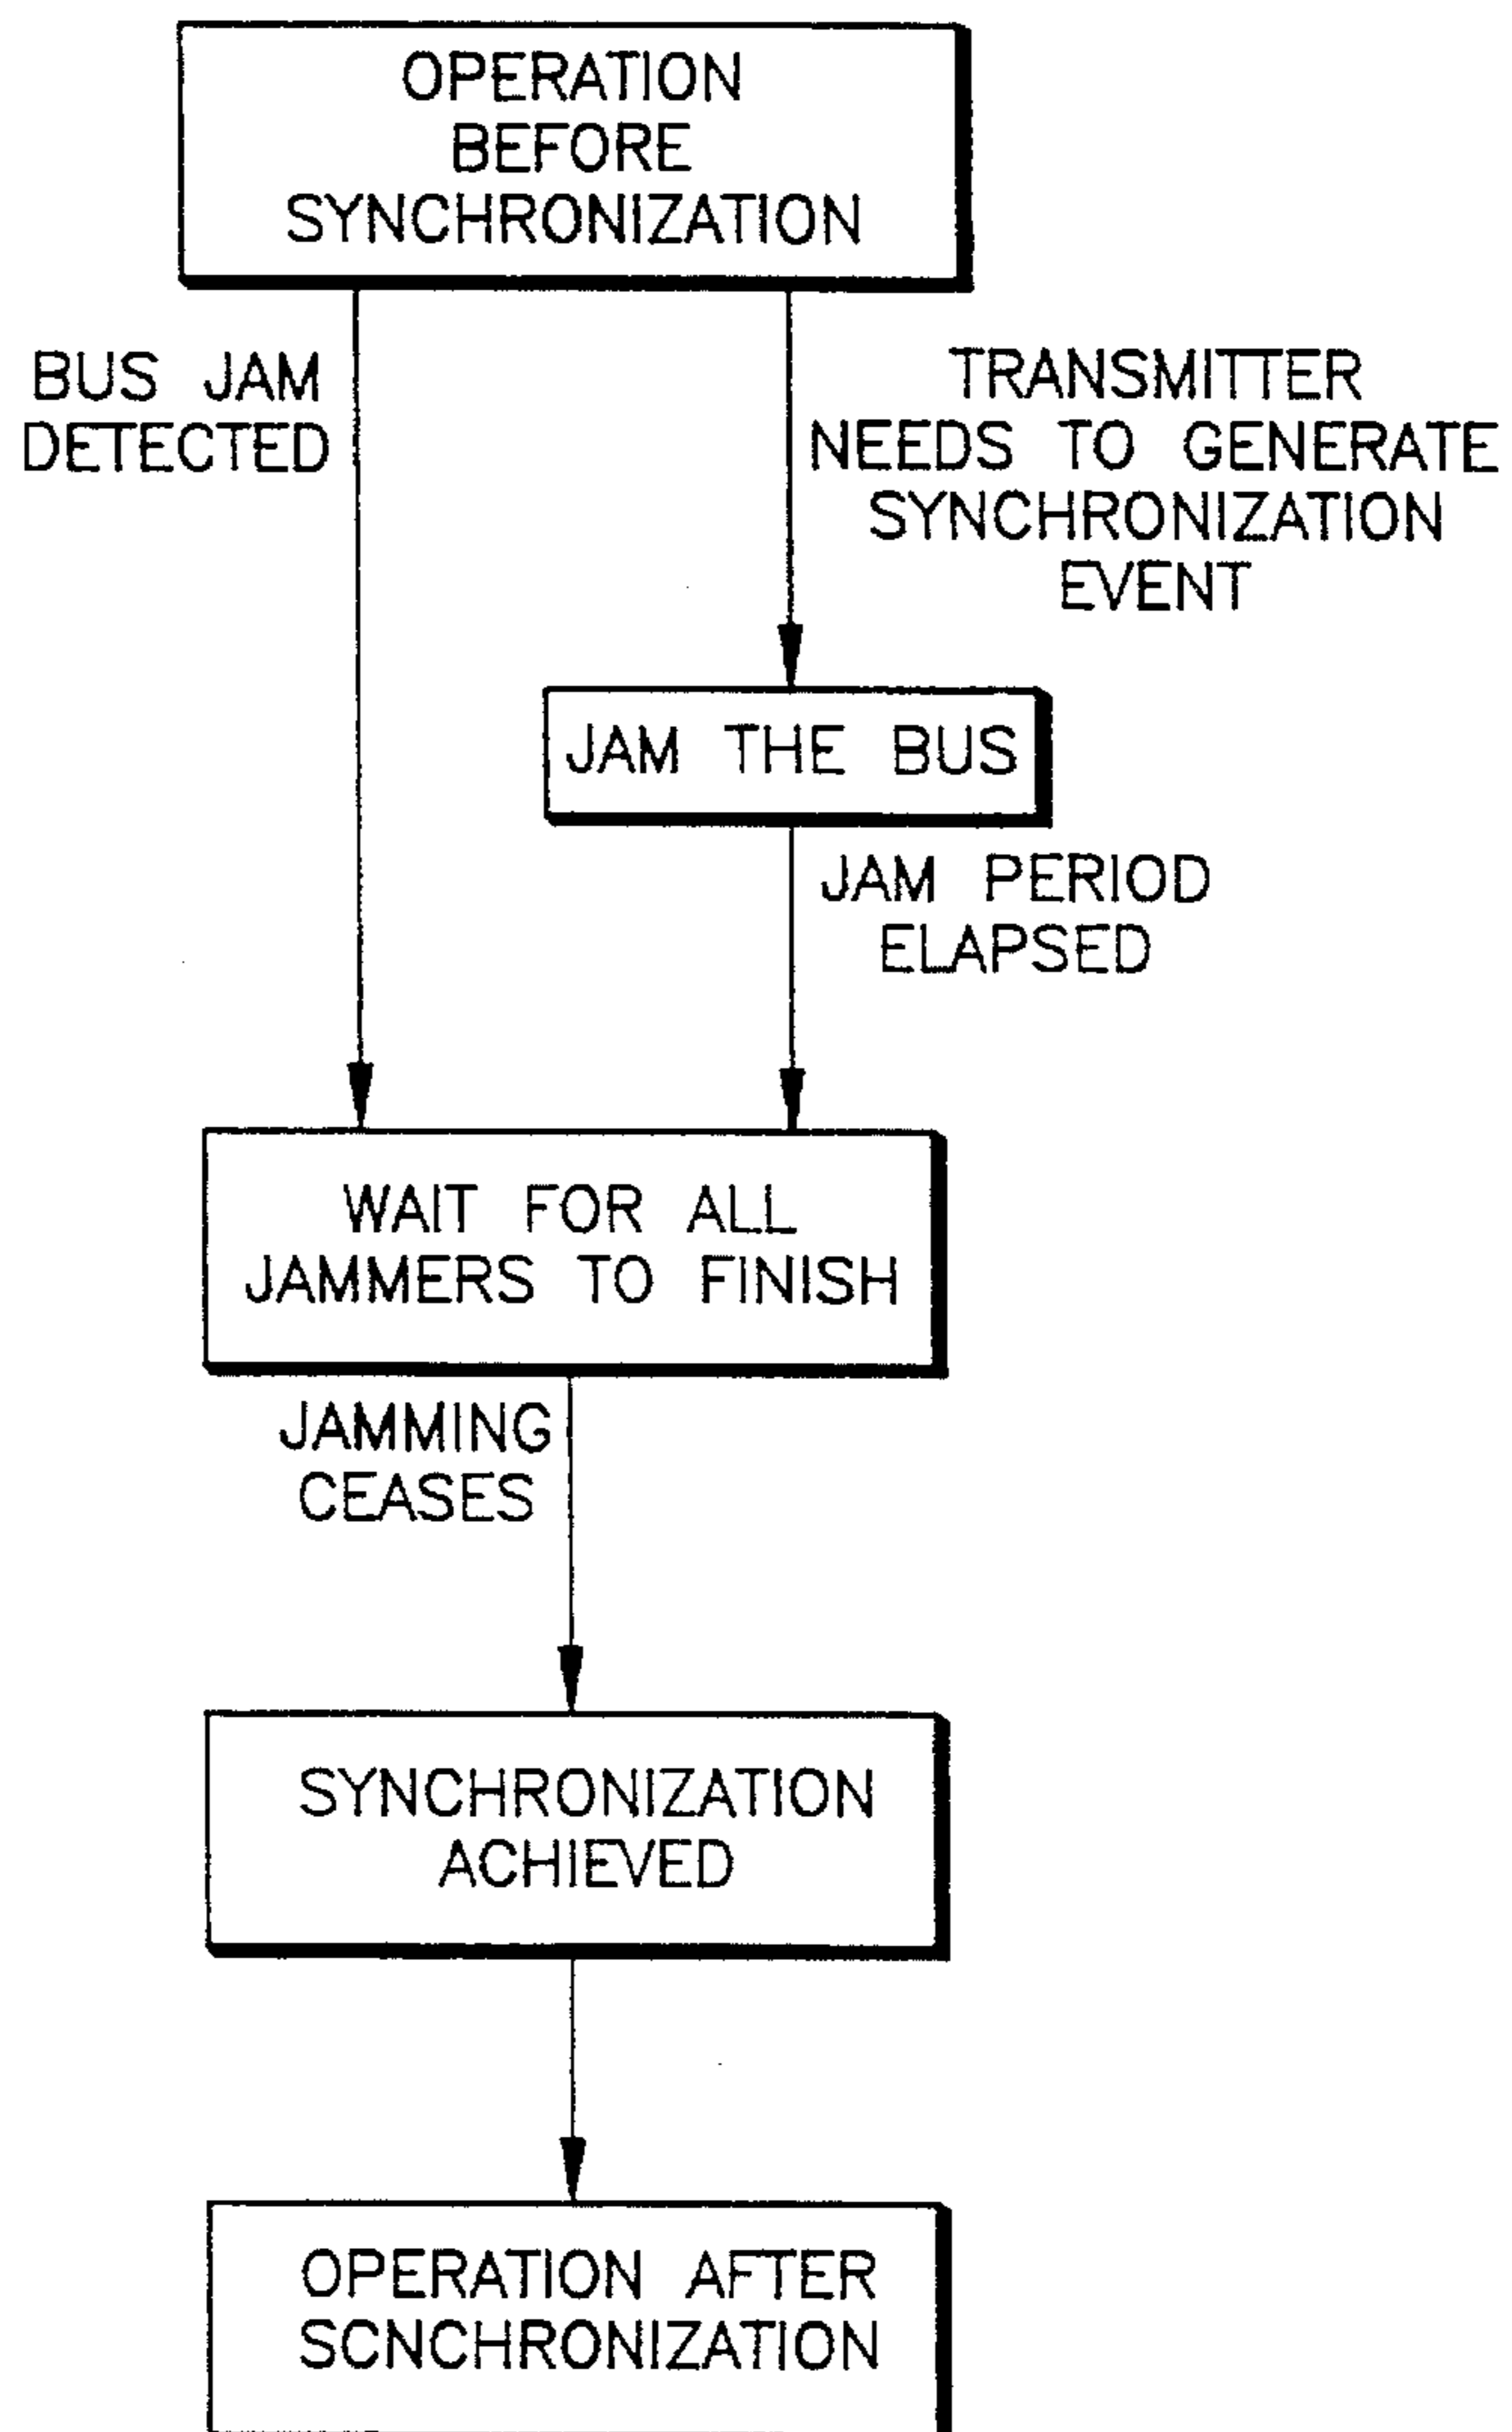 OPERATION
BEFORE
SYNCHRONIZATION
BUS JAM
DETECTED
TRANSMITTER
NEEDS TO GENERATE
SYNCHRONIZATION
EVENT
JAM THE BUS
JAM PERIOD
ELAPSED
WAIT FOR ALL
JAMMERS TO FINISH
JAMMING
CEASES
SYNCHRONIZATION
ACHIEVED
OPERATION AFTER
SCNCHRONIZATION